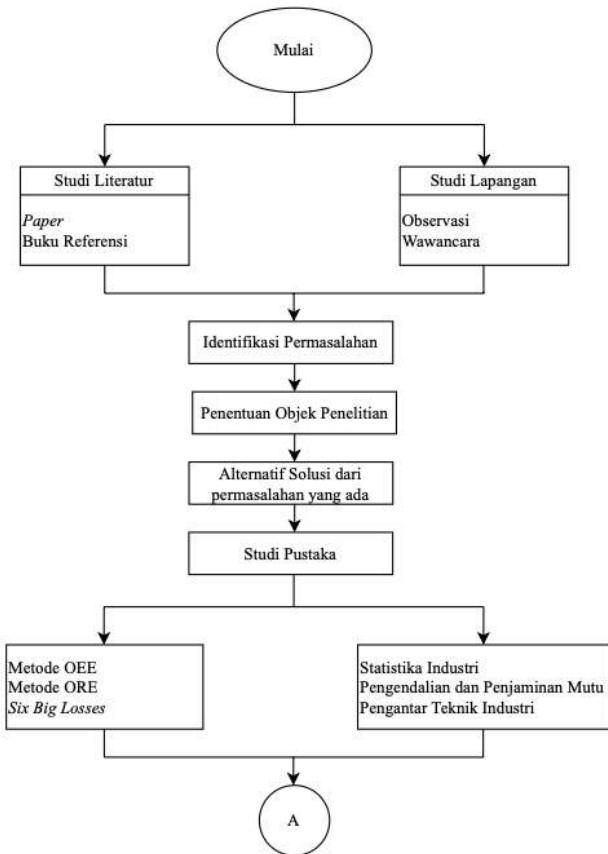 Mulai
Studi Literatur
Paper
Buku Referensi
Studi Lapangan
Observasi
Wawancara
Identifikasi Permasalahan
Penentuan Objek Penelitian
Alternatif Solusi dari
permasalahan yang ada
Studi Pustaka
Metode OEE
Metode ORE
Six Big Losses
Statistika Industri
Pengendalian dan Penjaminan Mutu
Pengantar Teknik Industri
A